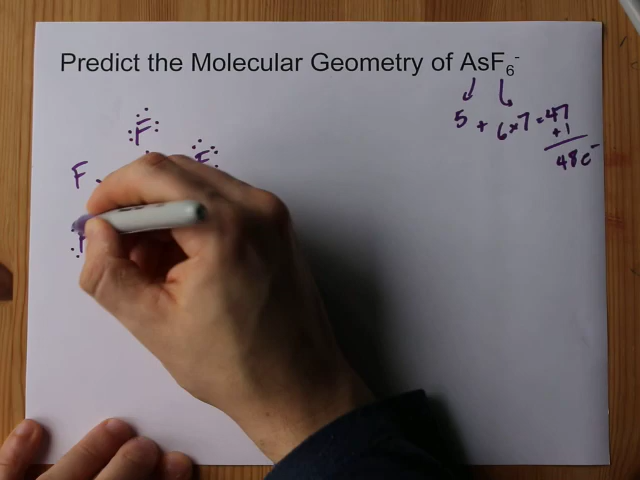 Predict the Molecular Geometry of AsF6-
5 + 6*7 = 47
+1
48e-
F
F
F
F